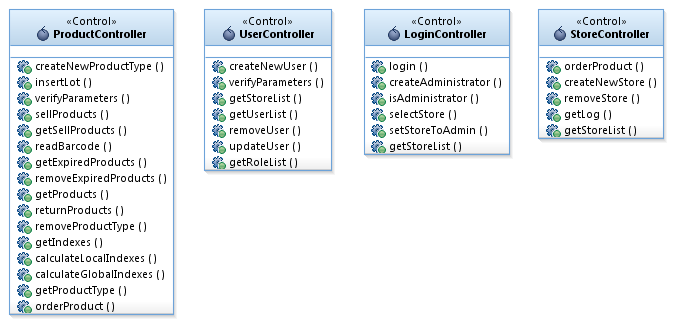 «Control»
ProductController
createNewProductType ()
insertLot ()
verifyParameters ()
sellProducts ()
getSellProducts ()
readBarcode ()
getExpiredProducts ()
removeExpiredProducts ()
getProducts ()
returnProducts ()
removeProductType ()
getIndexes ()
calculateLocalIndexes ()
calculateGlobalIndexes ()
getProductType ()
orderProduct ()
«Control»
UserController
createNewUser ()
verifyParameters ()
getStoreList ()
getUserList ()
removeUser ()
updateUser ()
getRoleList ()
«Control»
LoginController
login ()
createAdministrator ()
isAdministrator ()
selectStore ()
setStoreToAdmin ()
getStoreList ()
«Control»
StoreController
orderProduct ()
createNewStore ()
removeStore ()
getLog ()
getStoreList ()